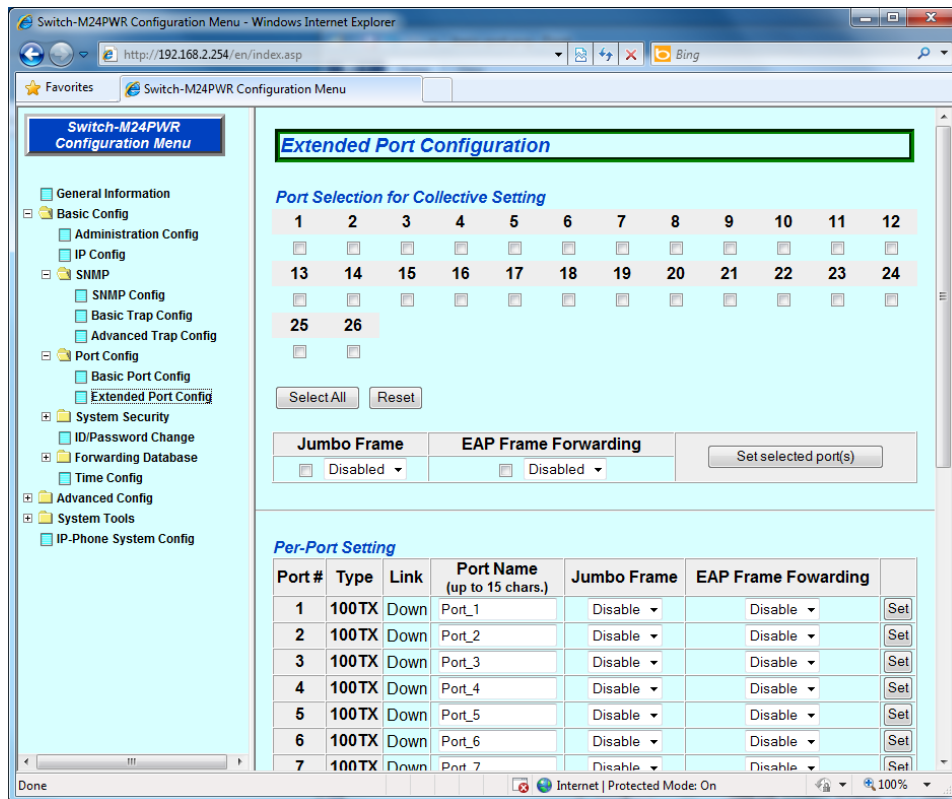 Switch-M24PWR Configuration Menu - Windows Internet Explorer
http://192.168.2.254/en/index.asp
Bing
Favorites
Switch-M24PWR Configuration Menu
Switch-M24PWR
Configuration Menu
General Information
Basic Config
Administration Config
IP Config
SNMP
SNMP Config
Basic Trap Config
Advanced Trap Config
Port Config
Basic Port Config
Extended Port Config
System Security
ID/Password Change
Forwarding Database
Time Config
Advanced Config
System Tools
IP-Phone System Config
Extended Port Configuration
Port Selection for Collective Setting
1 2 3 4 5 6 7 8 9 10 11 12
13 14 15 16 17 18 19 20 21 22 23 24
25 26
Select All Reset
Jumbo Frame EAP Frame Forwarding
Disabled Disabled Set selected port(s)
Per-Port Setting
Port # Type Link Port Name (up to 15 chars.) Jumbo Frame EAP Frame Fowarding
1 100TX Down Port_1 Disable Disable Set
2 100TX Down Port_2 Disable Disable Set
3 100TX Down Port_3 Disable Disable Set
4 100TX Down Port_4 Disable Disable Set
5 100TX Down Port_5 Disable Disable Set
6 100TX Down Port_6 Disable Disable Set
7 100TX Down Port_7 Disable Disable Set
Done Internet | Protected Mode: On 100%